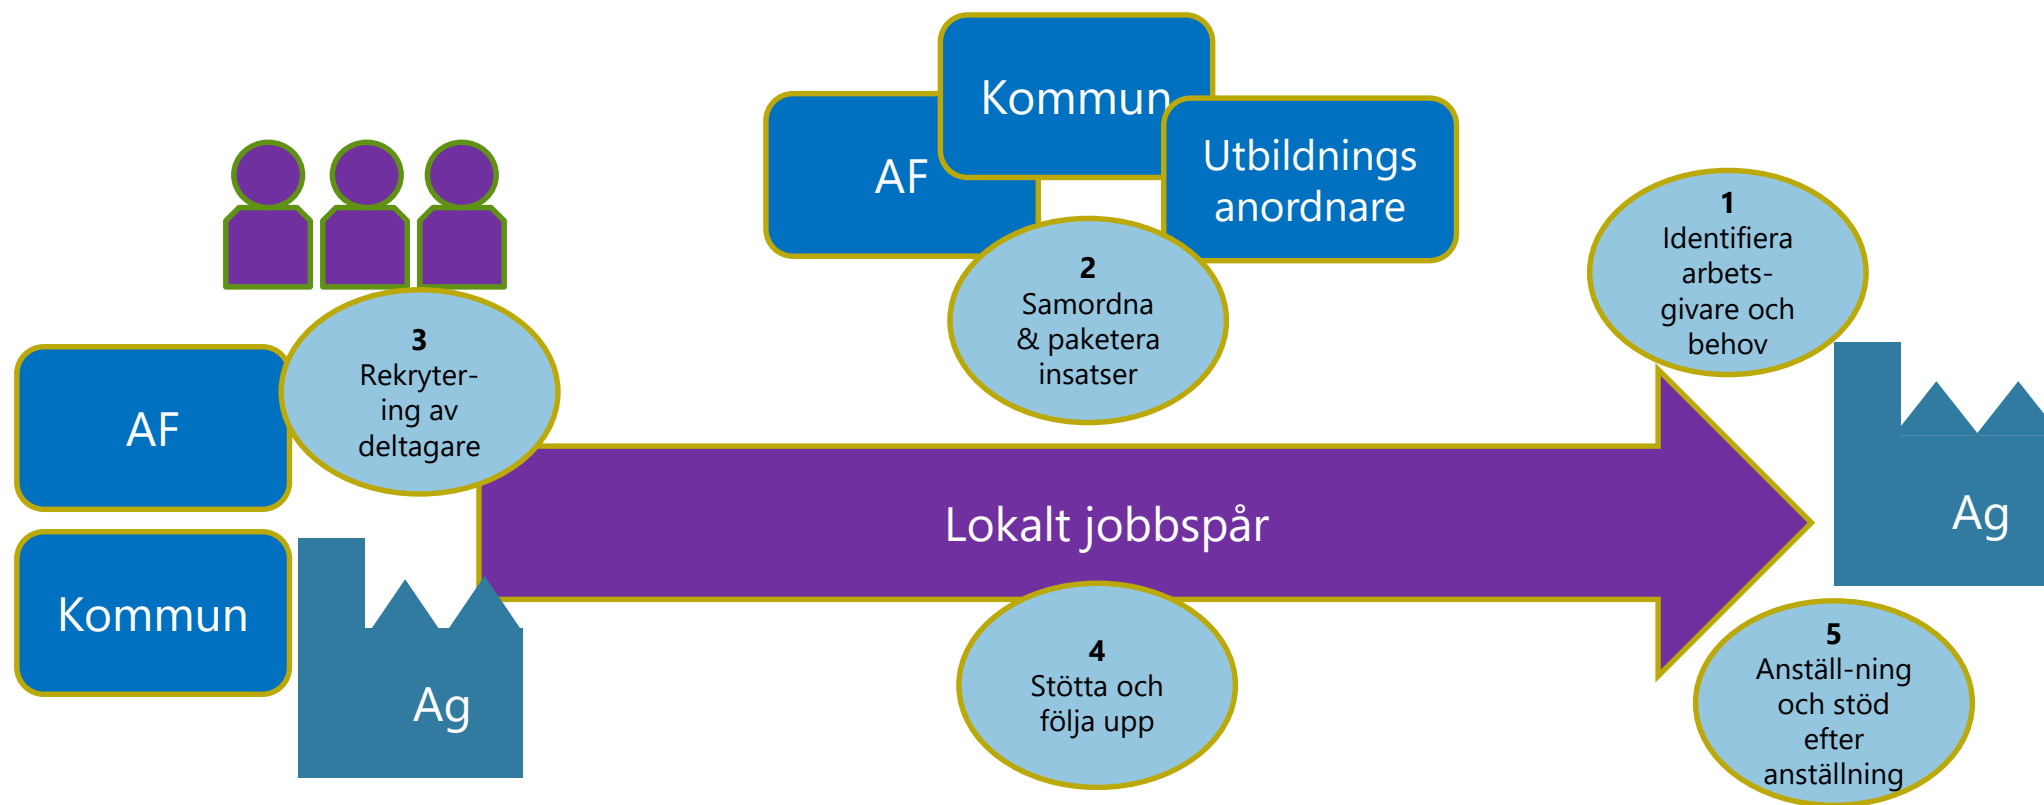 Kommun
AF
Utbildnings
anordnare
1
Identifiera
arbets-
givare och
behov
2
Samordna
& paketera
insatser
3
Rekryter-
ing av
deltagare
AF
Kommun
Ag
Lokalt jobbspår
Ag
4
Stötta och
följa upp
5
Anställ-ning
och stöd
efter
anställning